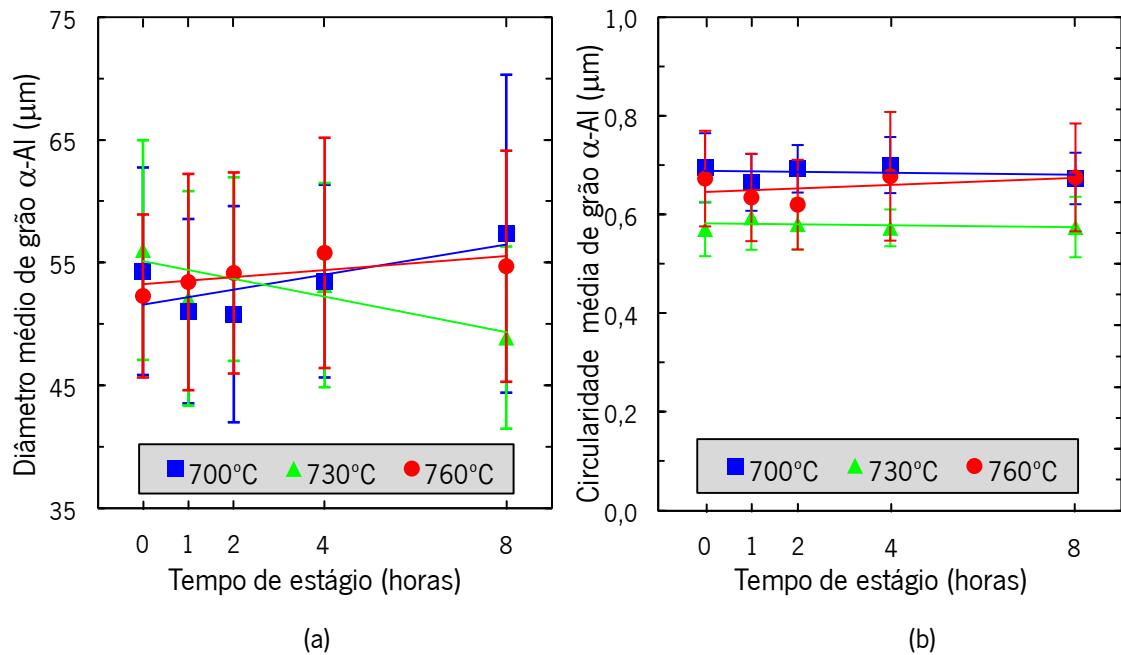 Diâmetro médio de grão α-Al (μm)
75
65
55
45
35
700°C 730°C 760°C
0 1 2 4 8
Tempo de estágio (horas)
(a)
Circularidade média de grão α-Al (μm)
1,0
0,8
0,6
0,4
0,2
0,0
700°C 730°C 760°C
0 1 2 4 8
Tempo de estágio (horas)
(b)